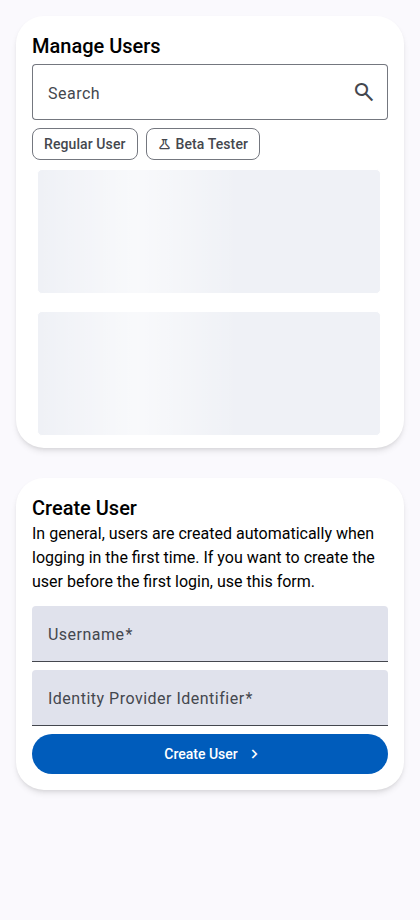 Manage Users
Search
Regular User
Beta Tester
Create User
In general, users are created automatically when
logging in the first time. If you want to create the
user before the first login, use this form.
Username*
Identity Provider Identifier*
Create User